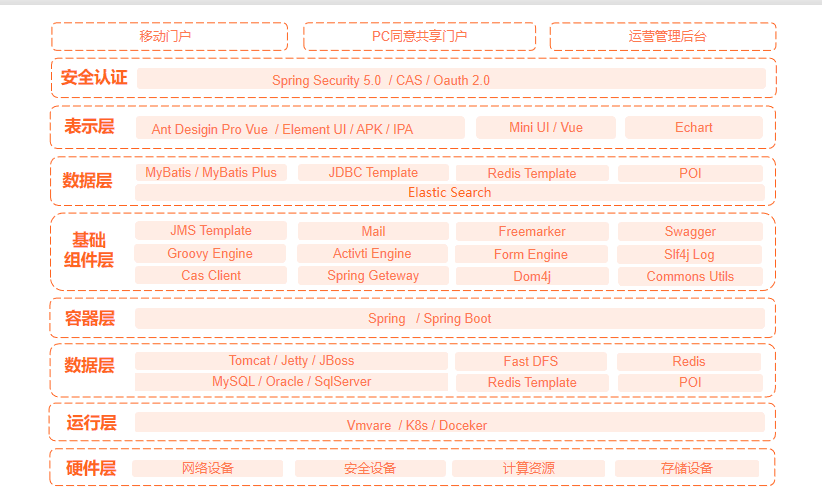 移动门户 PC同意共享门户 运营管理后台
安全认证 Spring Security 5.0 / CAS / Oauth 2.0
表示层 Ant Desigin Pro Vue / Element UI / APK / IPA Mini UI / Vue Echart
数据层 MyBatis / MyBatis Plus JDBC Template Redis Template POI
Elastic Search
基础 JMS Template Mail Freemarker Swagger
组件层 Groovy Engine Activti Engine Form Engine Slf4j Log
Cas Client Spring Geteway Dom4j Commons Utils
容器层 Spring / Spring Boot
数据层 Tomcat / Jetty / JBoss Fast DFS Redis
MySQL / Oracle / SqlServer Redis Template POI
运行层 Vmvare / K8s / Doceker
硬件层 网络设备 安全设备 计算资源 存储设备